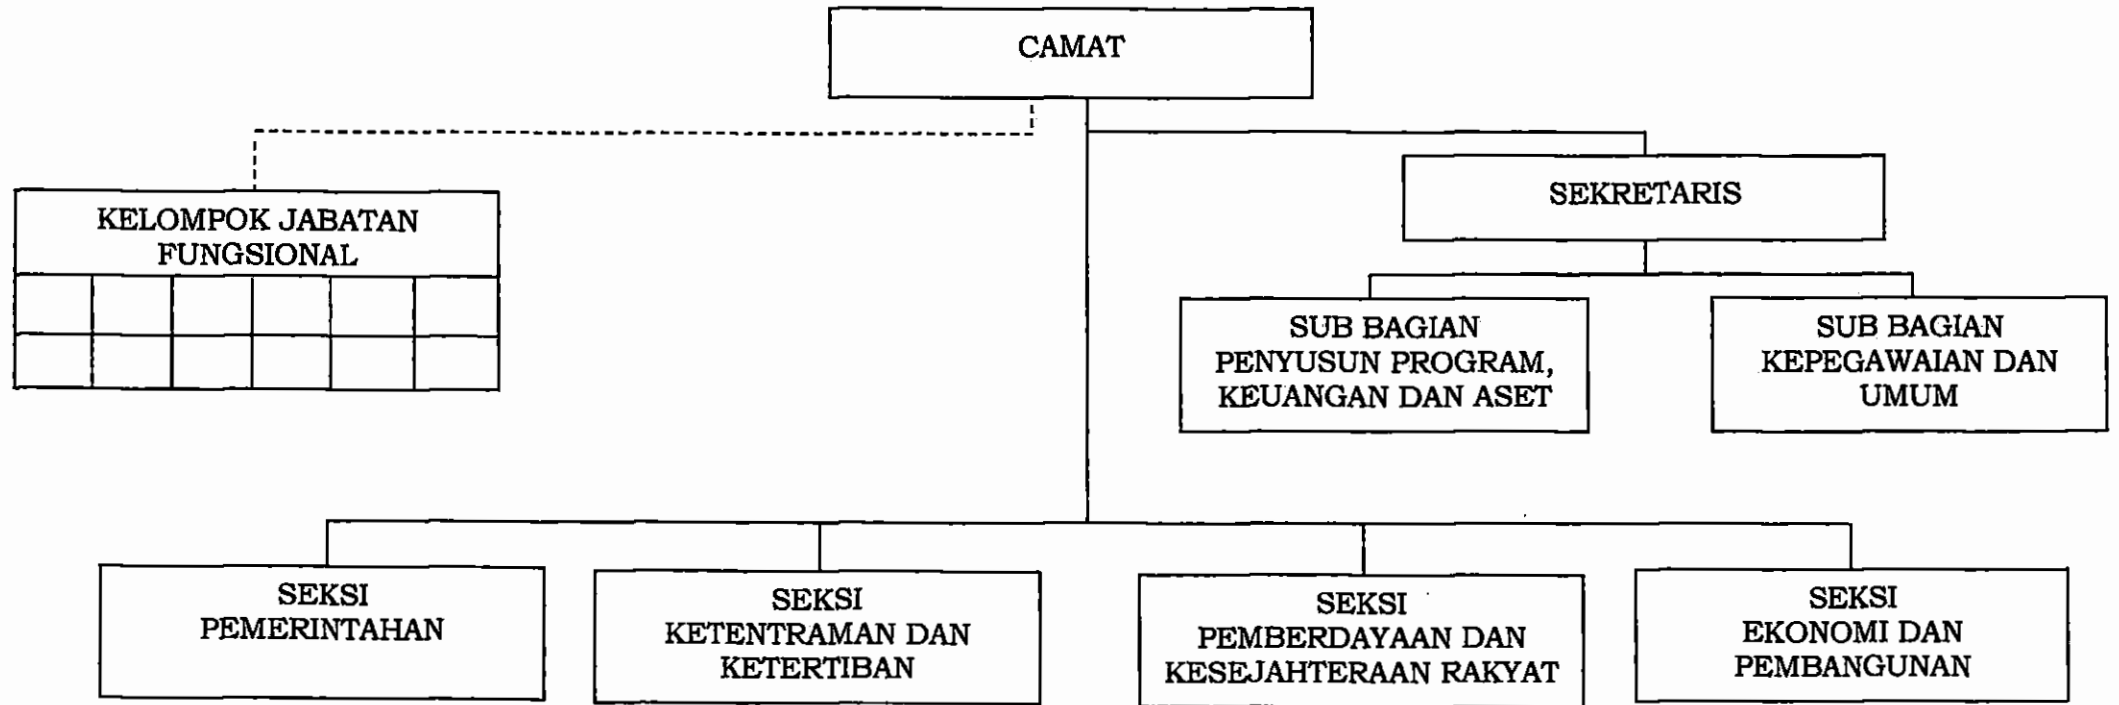 CAMAT
SEKRETARIS
KELOMPOK JABATAN
FUNGSIONAL
SUB BAGIAN
PENYUSUN PROGRAM,
KEUANGAN DAN ASET
SUB BAGIAN
KEPEGAWAIAN DAN
UMUM
SEKSI
PEMERINTAHAN
SEKSI
KETENTRAMAN DAN
KETERTIBAN
SEKSI
PEMBERDAYAAN DAN
KESEJAHTERAAN RAKYAT
SEKSI
EKONOMI DAN
PEMBANGUNAN